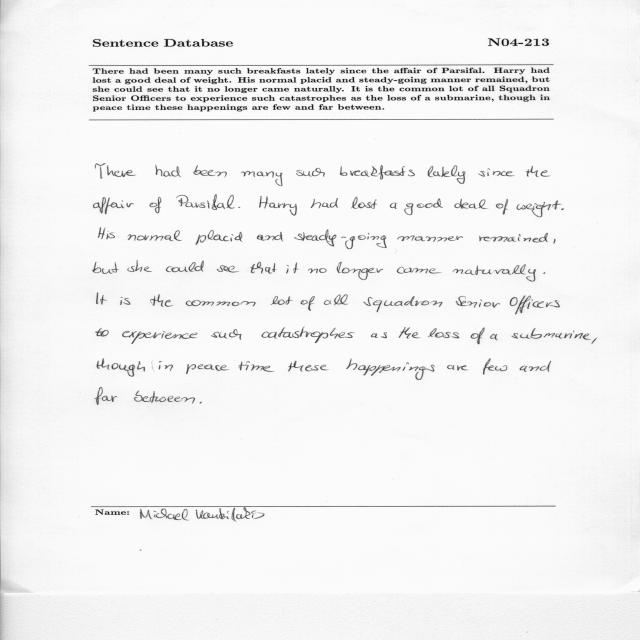 Sentence Database N04-213
There had been many such breakfasts lately since the affair of Parsifal. Harry had
lost a good deal of weight. His normal placid and steady-going manner remained, but
she could see that it no longer came naturally. It is the common lot of all Squadron
Senior Officers to experience such catastrophes as the loss of a submarine, though in
peace time these happenings are few and far between.
There had been many such breakfasts lately since the
affair of Parsifal. Harry had lost a good deal of weight.
His normal placid and steady-going manner remained,
but she could see that it no longer came naturally.
It is the common lot of all Squadron Senior Officers
to experience such catastrophes as the loss of a submarine,
though in peace time these happenings are few and
far between.
Name: Michael